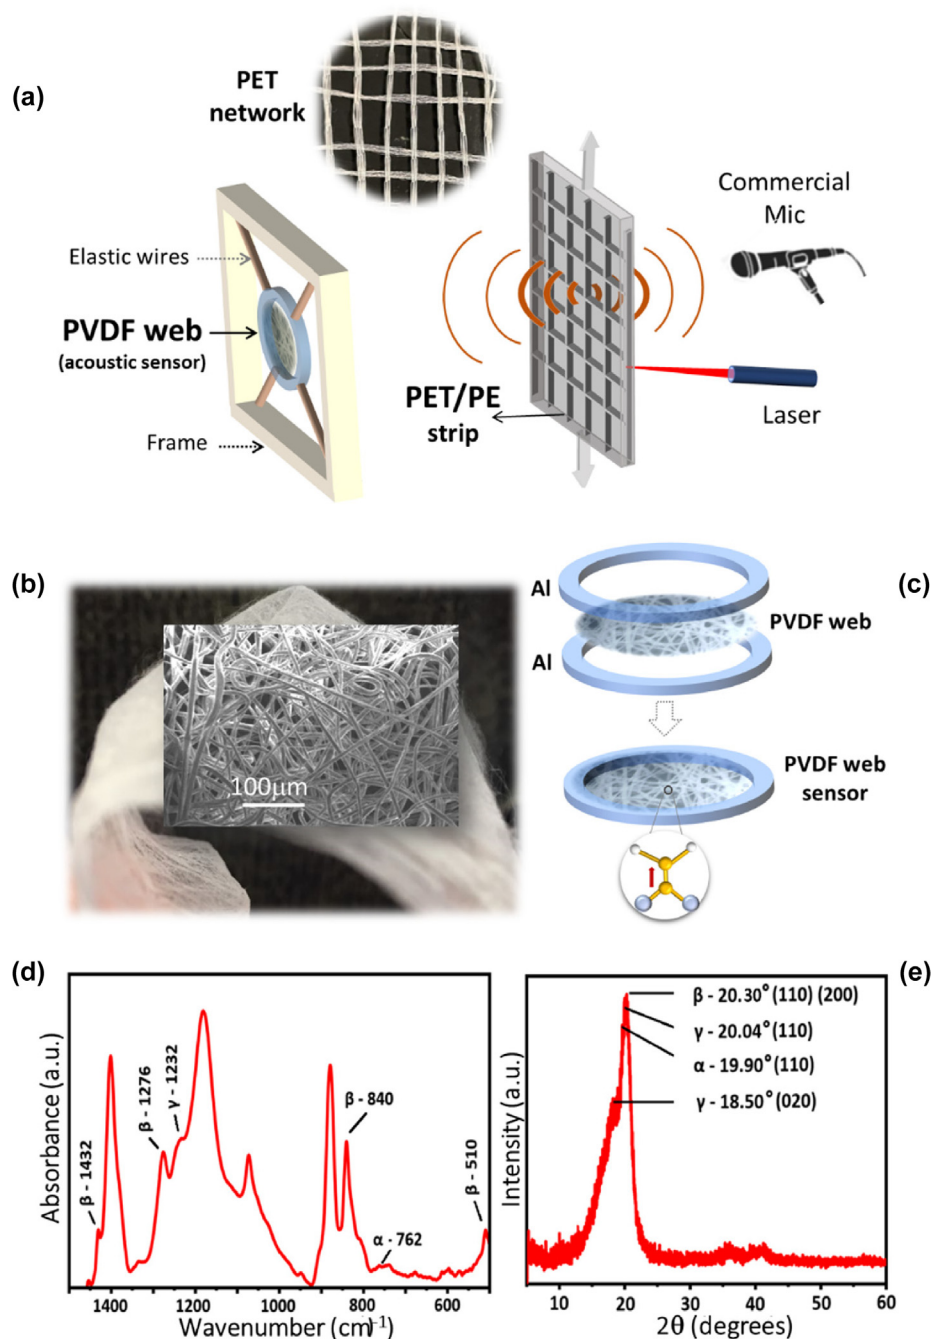 (a)
PET
network
Commercial
Mic
Elastic wires
PVDF web
(acoustic sensor)
PET/PE
strip
Laser
Frame
(b)
100μm
(c)
Al
PVDF web
Al
PVDF web
sensor
(d)
Absorbance (a.u.)
β - 1432
β - 1276
γ - 1232
β - 840
α - 762
β - 510
1400 1200 1000 800 600
Wavenumber (cm⁻¹)
(e)
Intensity (a.u.)
β - 20.30° (110) (200)
γ - 20.04° (110)
α - 19.90° (110)
γ - 18.50° (020)
10 20 30 40 50 60
2θ (degrees)